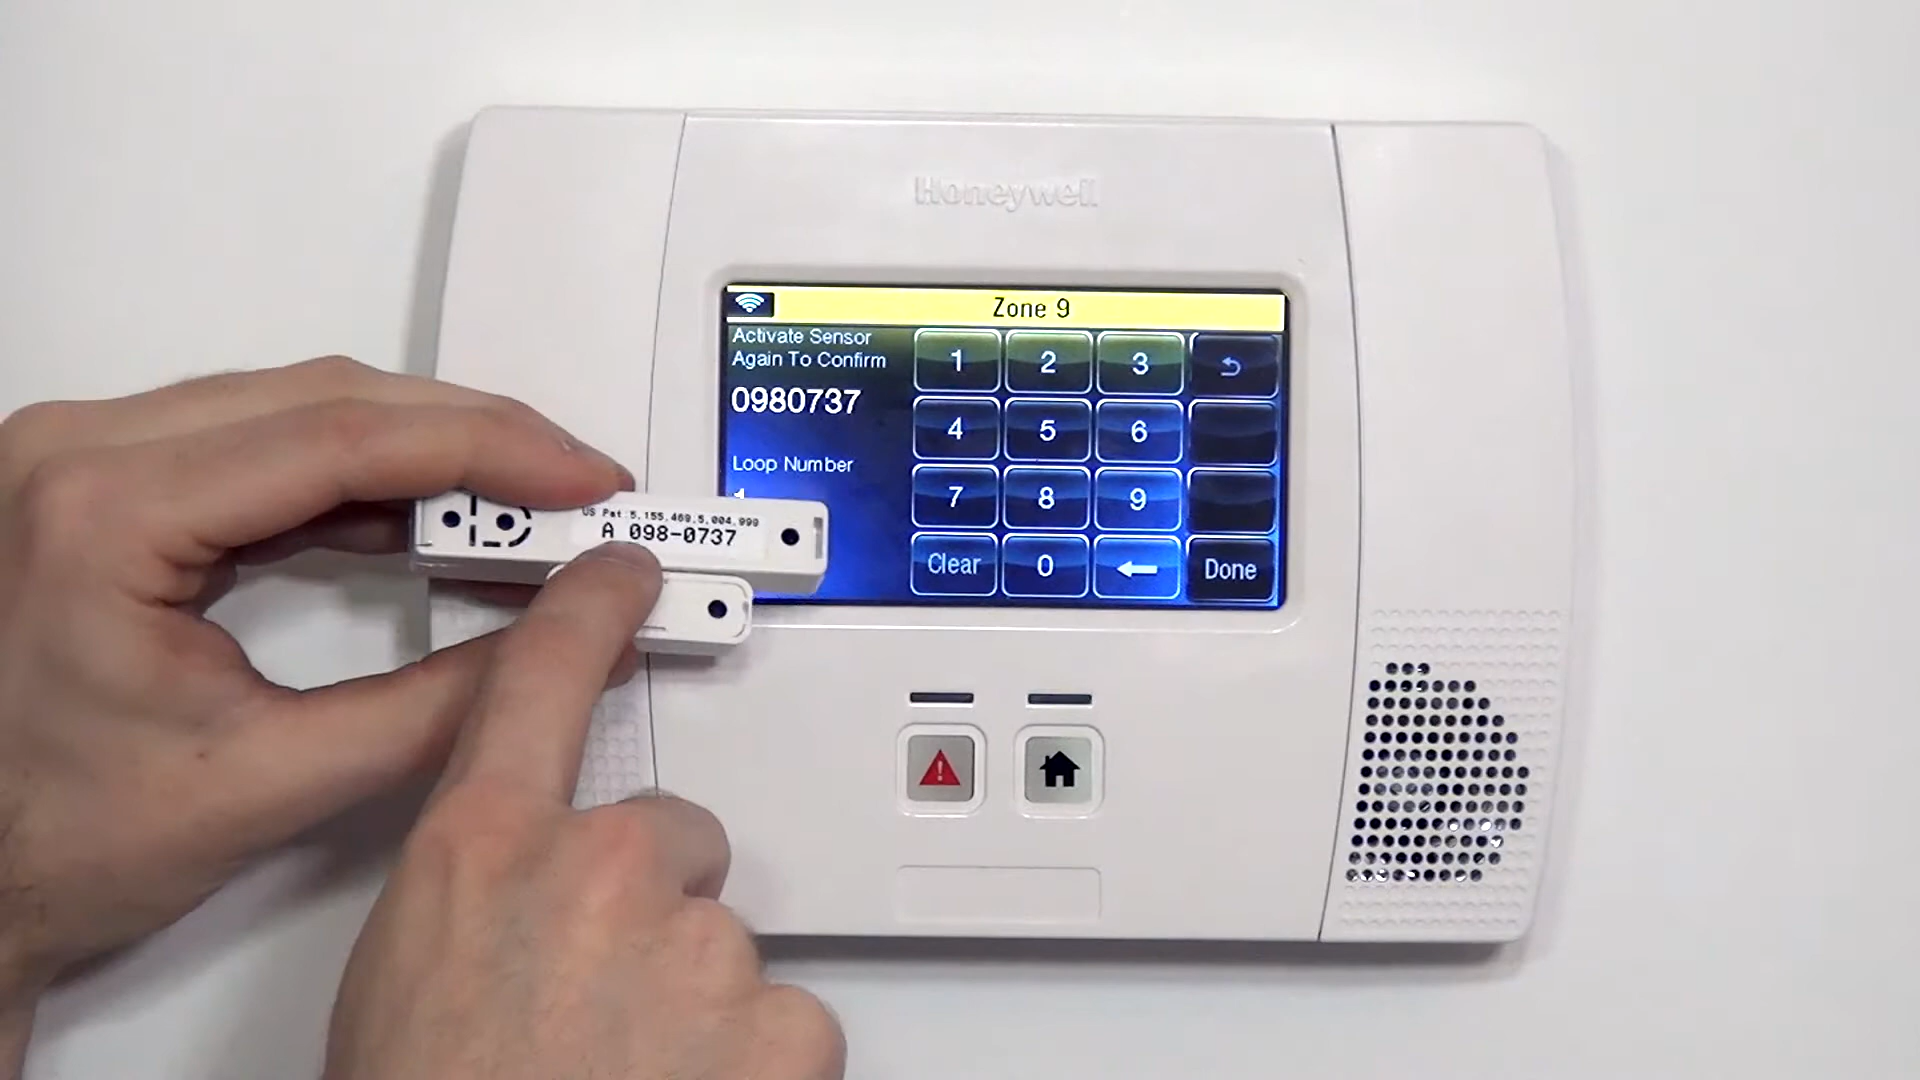 Honeywell
Zone 9
Activate Sensor
Again To Confirm
0980737
Loop Number
1
1 2 3
4 5 6
7 8 9
Clear 0 Done
US Pat:5,155,469,5,004,999
A 098-0737